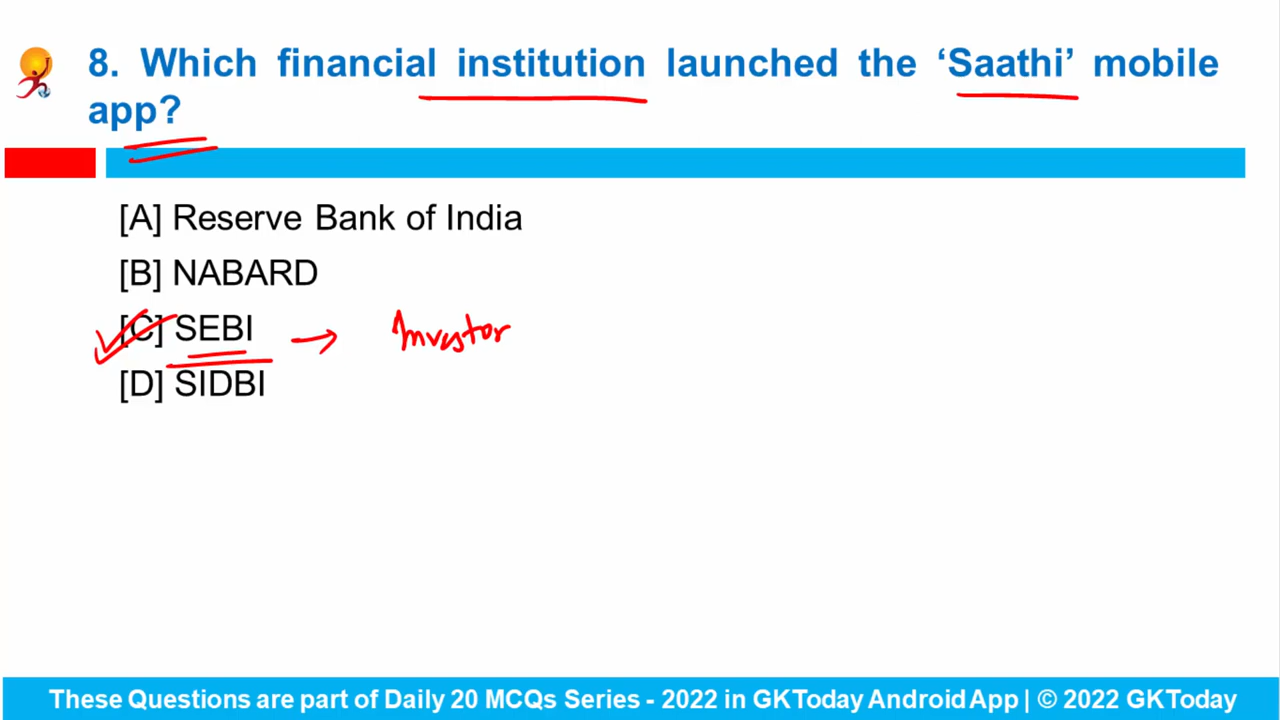 8. Which financial institution launched the ‘Saathi’ mobile
app?
[A] Reserve Bank of India
[B] NABARD
[C] SEBI → Investor
[D] SIDBI
These Questions are part of Daily 20 MCQs Series - 2022 in GKToday Android App | © 2022 GKToday